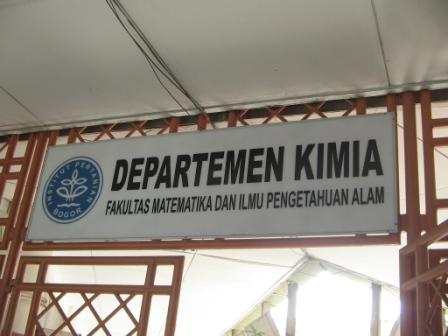 INSTITUT PERTANIAN
BOGOR
DEPARTEMEN KIMIA
FAKULTAS MATEMATIKA DAN ILMU PENGETAHUAN ALAM